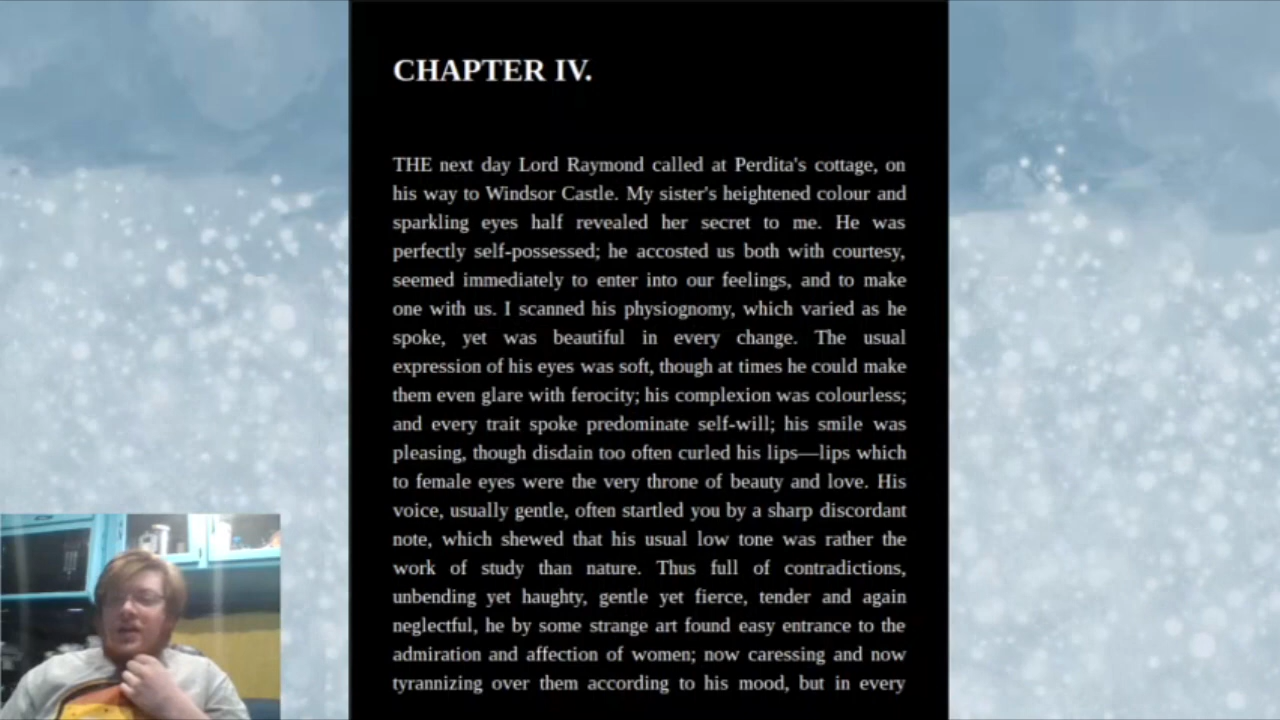 CHAPTER IV.
THE next day Lord Raymond called at Perdita's cottage, on
his way to Windsor Castle. My sister's heightened colour and
sparkling eyes half revealed her secret to me. He was
perfectly self-possessed; he accosted us both with courtesy,
seemed immediately to enter into our feelings, and to make
one with us. I scanned his physiognomy, which varied as he
spoke, yet was beautiful in every change. The usual
expression of his eyes was soft, though at times he could make
them even glare with ferocity; his complexion was colourless;
and every trait spoke predominate self-will; his smile was
pleasing, though disdain too often curled his lips—lips which
to female eyes were the very throne of beauty and love. His
voice, usually gentle, often startled you by a sharp discordant
note, which shewed that his usual low tone was rather the
work of study than nature. Thus full of contradictions,
unbending yet haughty, gentle yet fierce, tender and again
neglectful, he by some strange art found easy entrance to the
admiration and affection of women; now caressing and now
tyrannizing over them according to his mood, but in every